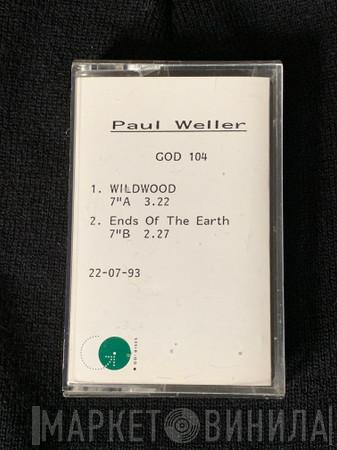 Paul Weller
GOD 104
1. WILDWOOD
7"A 3.22
2. Ends Of The Earth
7"B 2.27
22-07-93
МАРКЕТ ВИНИЛА